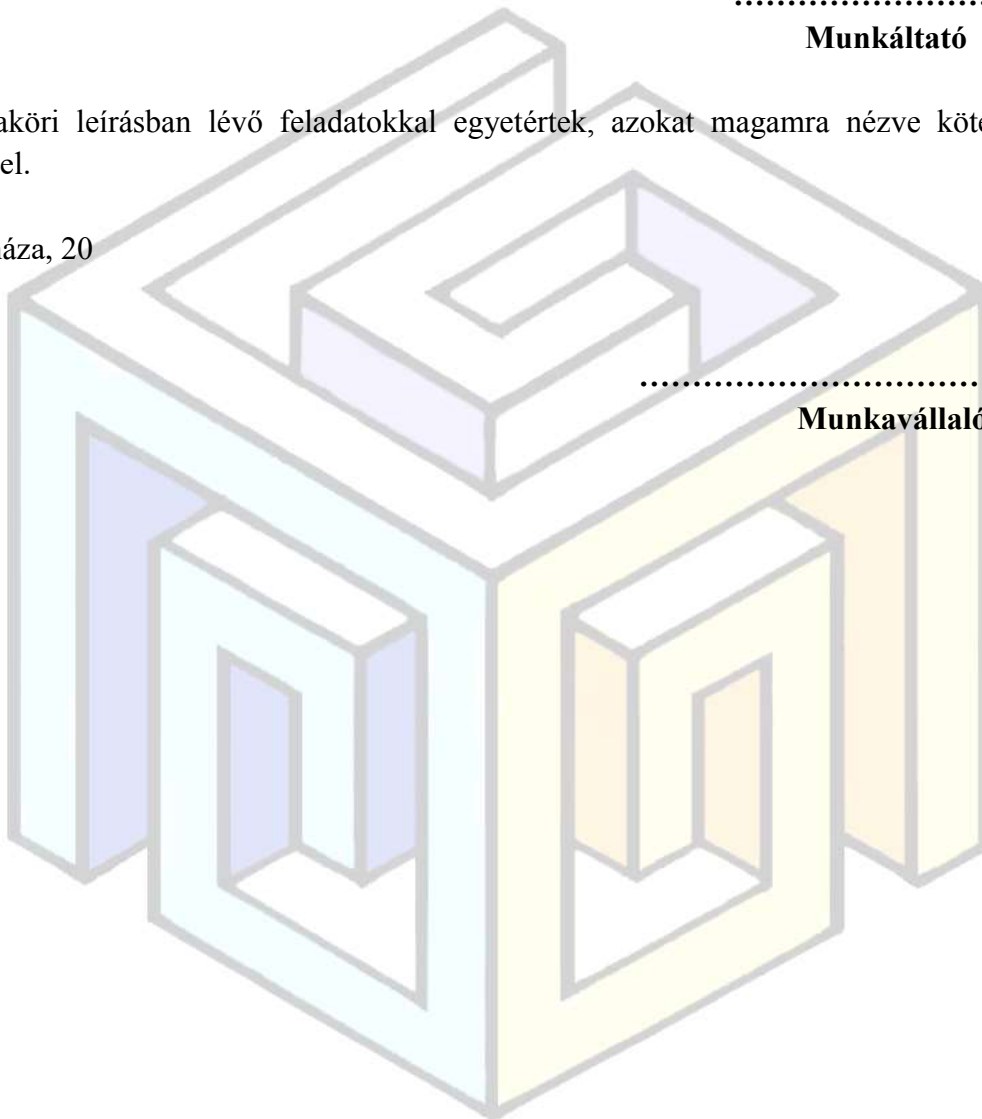 …………………………
Munkáltató
aköri leírásban lévő feladatokkal egyetértek, azokat magamra nézve köte
el.
áza, 20
……………………………
Munkavállaló